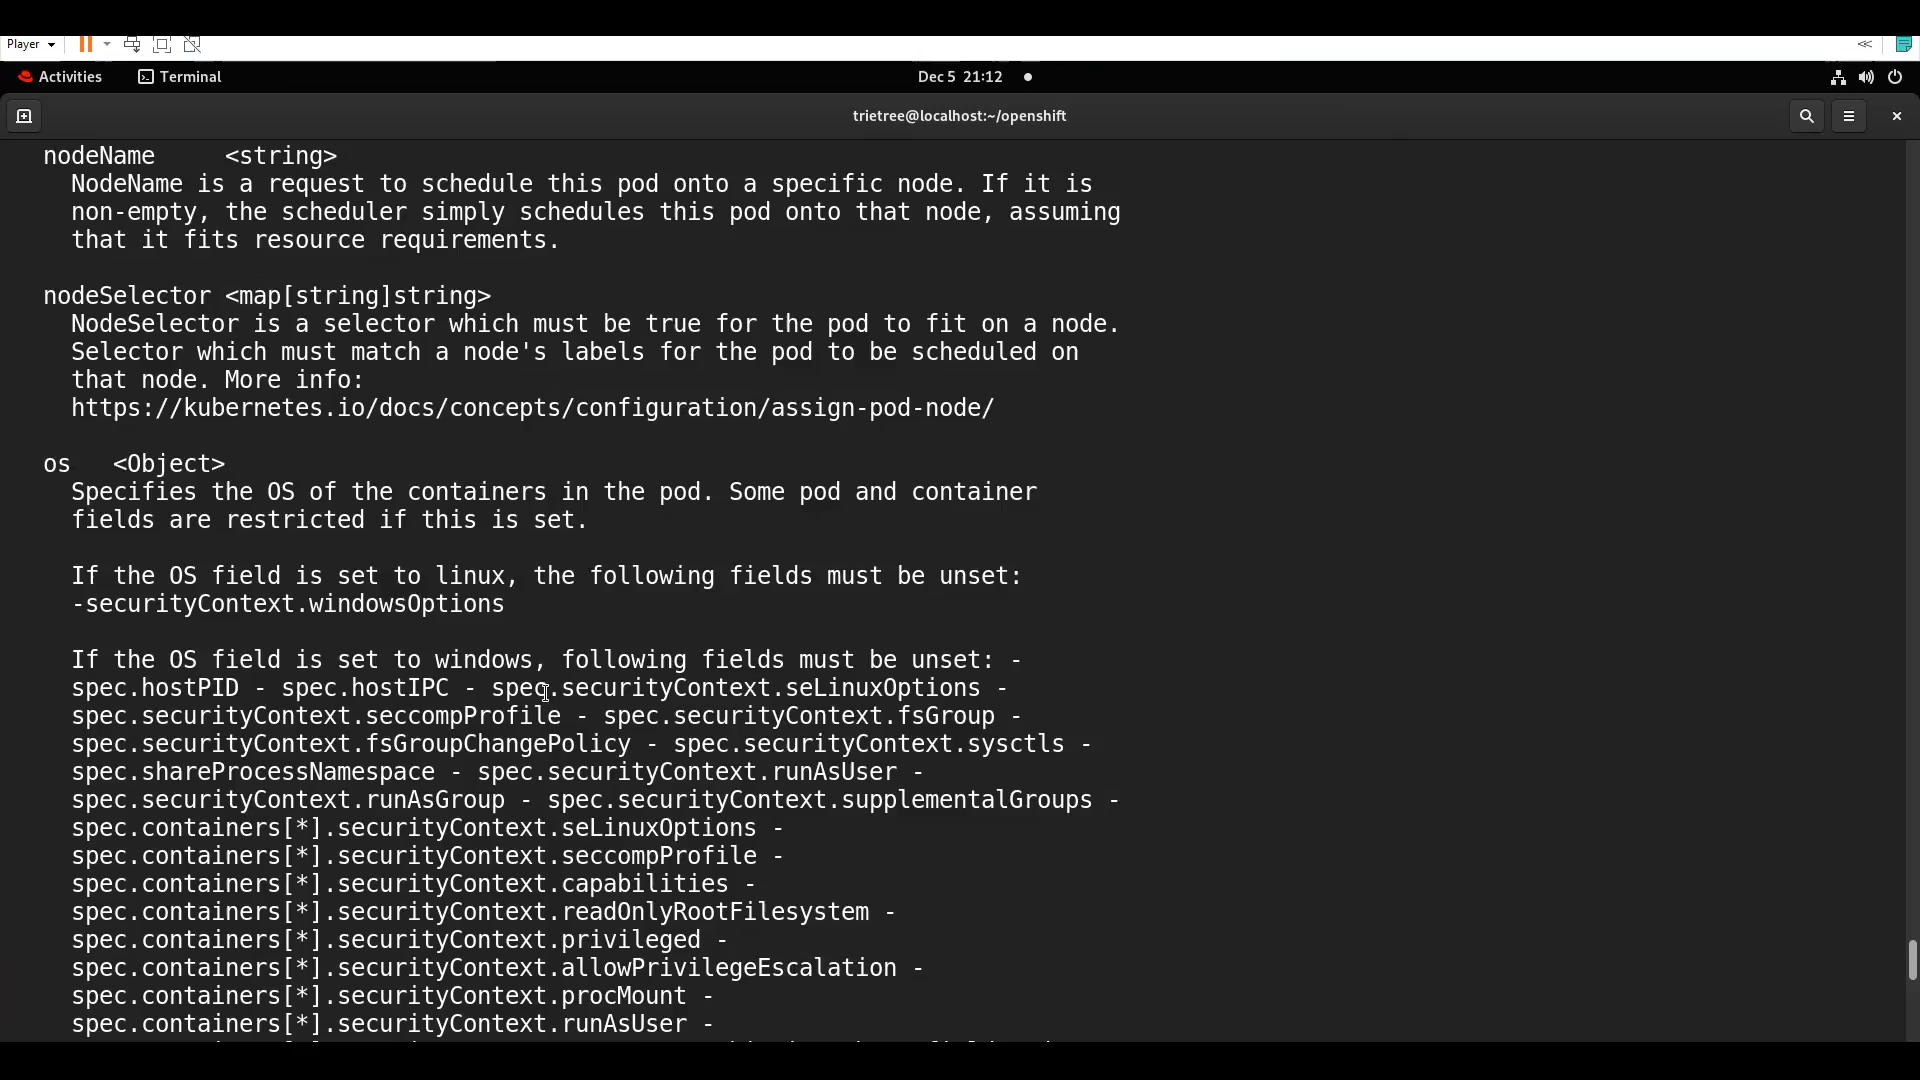 Player
<<
Activities
Terminal
Dec 5 21:12
trietree@localhost:~/openshift
nodeName <string>
NodeName is a request to schedule this pod onto a specific node. If it is
non-empty, the scheduler simply schedules this pod onto that node, assuming
that it fits resource requirements.
nodeSelector <map[string]string>
NodeSelector is a selector which must be true for the pod to fit on a node.
Selector which must match a node's labels for the pod to be scheduled on
that node. More info:
https://kubernetes.io/docs/concepts/configuration/assign-pod-node/
os <Object>
Specifies the OS of the containers in the pod. Some pod and container
fields are restricted if this is set.
If the OS field is set to linux, the following fields must be unset:
-securityContext.windowsOptions
If the OS field is set to windows, following fields must be unset: -
spec.hostPID - spec.hostIPC - spec.securityContext.seLinuxOptions -
spec.securityContext.seccompProfile - spec.securityContext.fsGroup -
spec.securityContext.fsGroupChangePolicy - spec.securityContext.sysctls -
spec.shareProcessNamespace - spec.securityContext.runAsUser -
spec.securityContext.runAsGroup - spec.securityContext.supplementalGroups -
spec.containers[*].securityContext.seLinuxOptions -
spec.containers[*].securityContext.seccompProfile -
spec.containers[*].securityContext.capabilities -
spec.containers[*].securityContext.readOnlyRootFilesystem -
spec.containers[*].securityContext.privileged -
spec.containers[*].securityContext.allowPrivilegeEscalation -
spec.containers[*].securityContext.procMount -
spec.containers[*].securityContext.runAsUser -